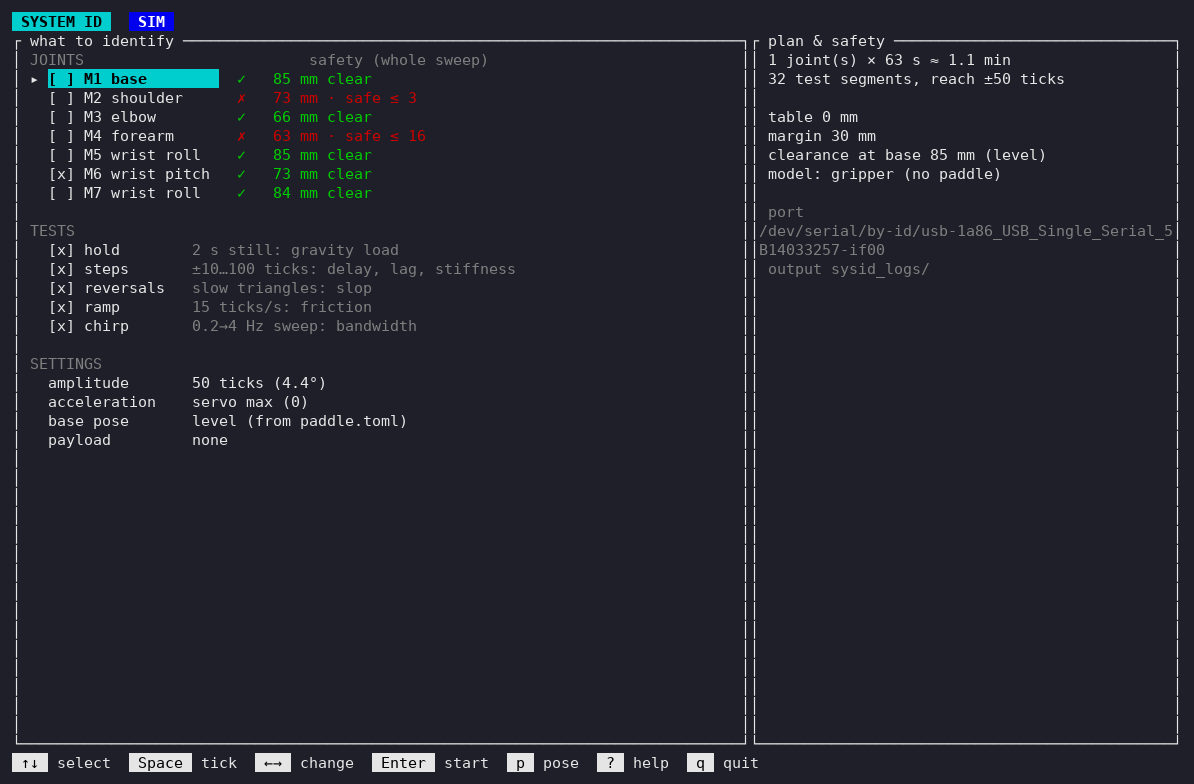 SYSTEM ID SIM
what to identify
JOINTS safety (whole sweep)
▸ [ ] M1 base ✓ 85 mm clear
[ ] M2 shoulder ✗ 73 mm · safe ≤ 3
[ ] M3 elbow ✓ 66 mm clear
[ ] M4 forearm ✗ 63 mm · safe ≤ 16
[ ] M5 wrist roll ✓ 85 mm clear
[x] M6 wrist pitch ✓ 73 mm clear
[ ] M7 wrist roll ✓ 84 mm clear
TESTS
[x] hold 2 s still: gravity load
[x] steps ±10…100 ticks: delay, lag, stiffness
[x] reversals slow triangles: slop
[x] ramp 15 ticks/s: friction
[x] chirp 0.2→4 Hz sweep: bandwidth
SETTINGS
amplitude 50 ticks (4.4°)
acceleration servo max (0)
base pose level (from paddle.toml)
payload none
plan & safety
1 joint(s) × 63 s ≈ 1.1 min
32 test segments, reach ±50 ticks
table 0 mm
margin 30 mm
clearance at base 85 mm (level)
model: gripper (no paddle)
port
/dev/serial/by-id/usb-1a86_USB_Single_Serial_5
B14033257-if00
output sysid_logs/
↑↓ select Space tick ←→ change Enter start p pose ? help q quit